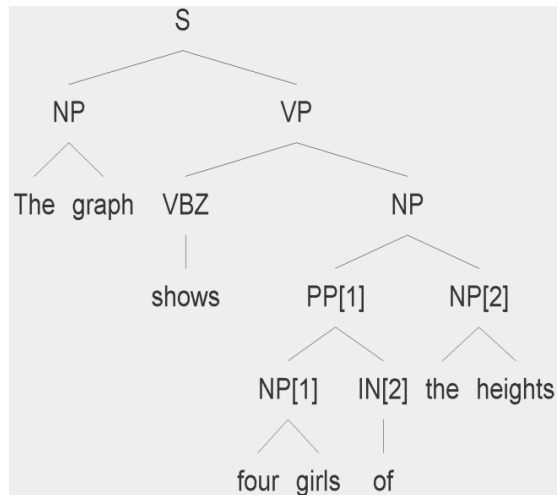 S
NP VP
The graph VBZ NP
shows PP[1] NP[2]
NP[1] IN[2] the heights
four girls of